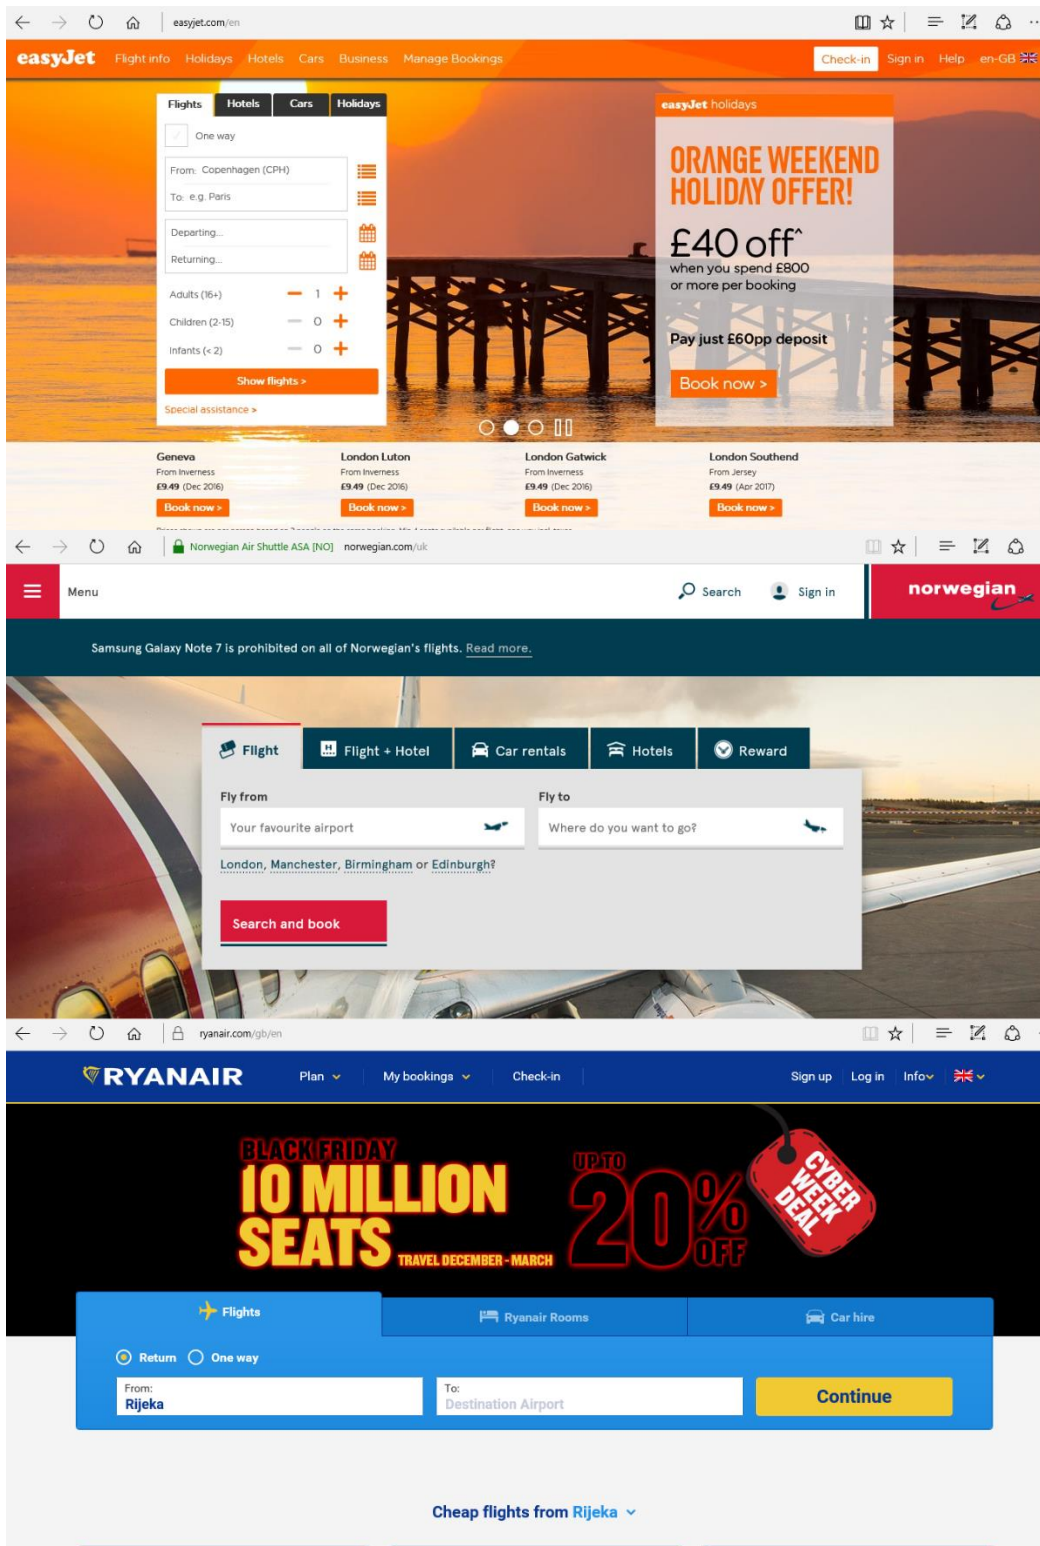 easyjet.com/en
easyJet Flight info Holidays Hotels Cars Business Manage Bookings Check-in Sign in Help en-GB
Flights Hotels Cars Holidays
One way
From: Copenhagen (CPH)
To: e.g. Paris
Departing...
Returning...
Adults (16+) 1
Children (2-15) 0
Infants (< 2) 0
Show flights >
Special assistance >
easyJet holidays
ORANGE WEEKEND
HOLIDAY OFFER!
£40 off^
when you spend £800
or more per booking
Pay just £60pp deposit
Book now >
Geneva London Luton London Gatwick London Southend
From Inverness From Inverness From Inverness From Jersey
£9.49 (Dec 2016) £9.49 (Dec 2016) £9.49 (Dec 2016) £9.49 (Apr 2017)
Book now > Book now > Book now > Book now >
Norwegian Air Shuttle ASA [NO] norwegian.com/uk
Menu Search Sign in norwegian
Samsung Galaxy Note 7 is prohibited on all of Norwegian's flights. Read more.
Flight Flight + Hotel Car rentals Hotels Reward
Fly from Fly to
Your favourite airport Where do you want to go?
London, Manchester, Birmingham or Edinburgh?
Search and book
ryanair.com/gb/en
RYANAIR Plan My bookings Check-in Sign up Log in Info
BLACK FRIDAY
10 MILLION
SEATS TRAVEL DECEMBER - MARCH
UP TO
20% OFF
CYBER
WEEK
DEAL
Flights Ryanair Rooms Car hire
Return One way
From: To:
Rijeka Destination Airport Continue
Cheap flights from Rijeka